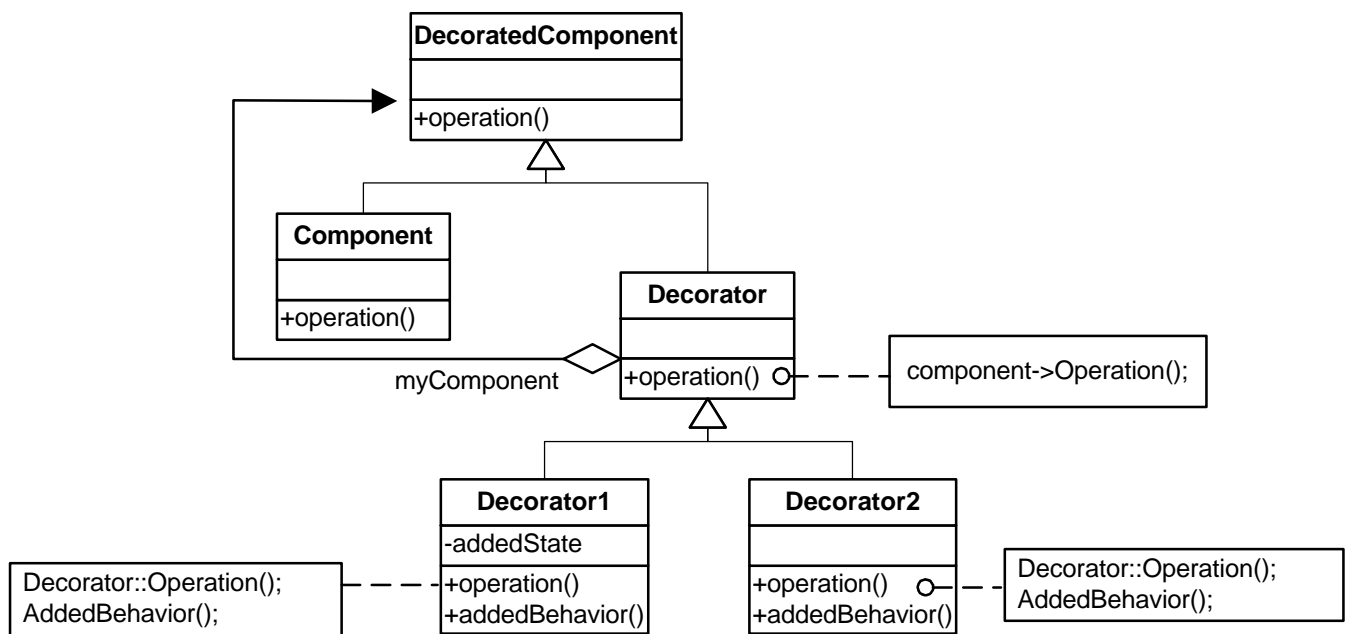 DecoratedComponent
+operation()
Component
+operation()
Decorator
+operation()
myComponent
component->Operation();
Decorator1
-addedState
+operation()
+addedBehavior()
Decorator2
+operation()
+addedBehavior()
Decorator::Operation();
AddedBehavior();
Decorator::Operation();
AddedBehavior();